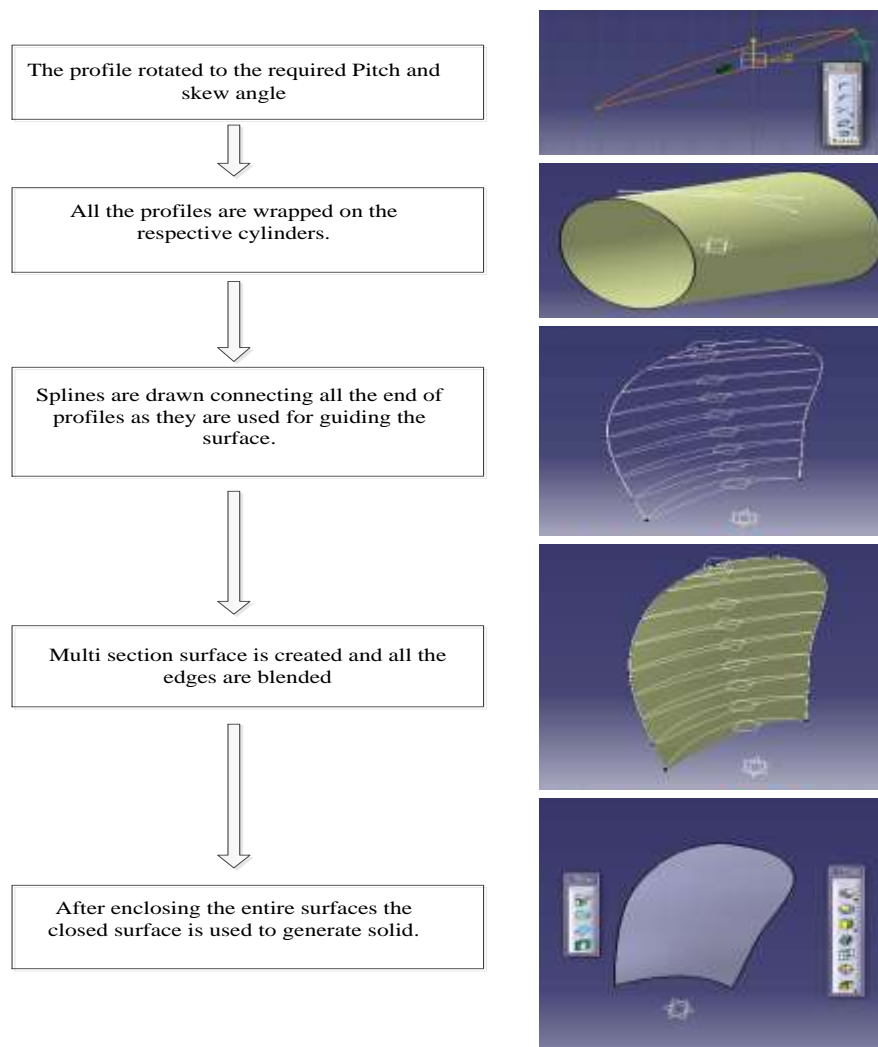 The profile rotated to the required Pitch and
skew angle
All the profiles are wrapped on the
respective cylinders.
Splines are drawn connecting all the end of
profiles as they are used for guiding the
surface.
Multi section surface is created and all the
edges are blended
After enclosing the entire surfaces the
closed surface is used to generate solid.